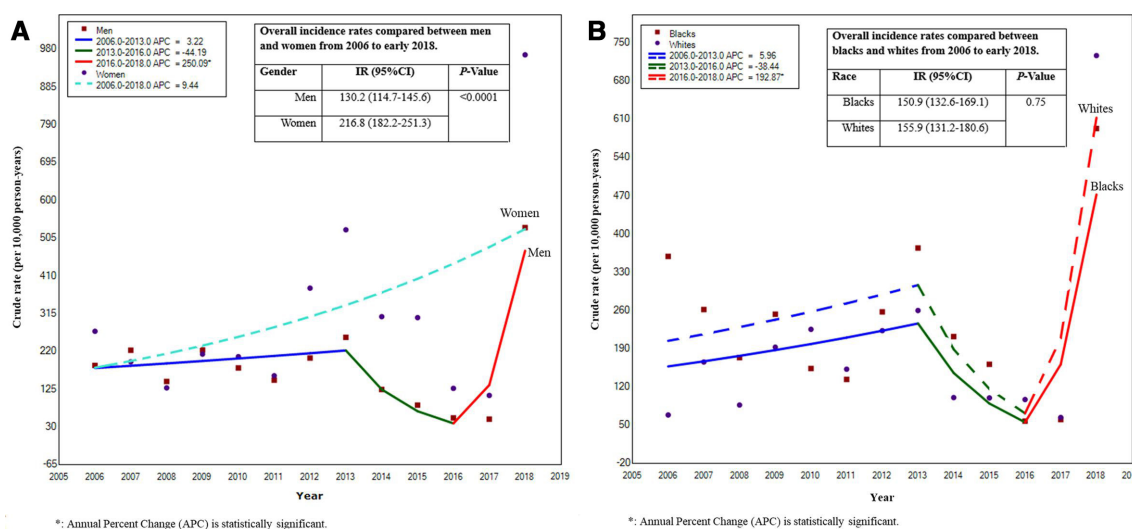 A
Men
2006.0-2013.0 APC = 3.22
2013.0-2016.0 APC = -44.19
2016.0-2018.0 APC = 250.09*
Women
2006.0-2018.0 APC = 9.44
Overall incidence rates compared between men
and women from 2006 to early 2018.
Gender IR (95%CI) P-Value
Men 130.2 (114.7-145.6) <0.0001
Women 216.8 (182.2-251.3)
Crude rate (per 10,000 person-years)
980
885
790
695
600
505
410
315
220
125
30
-65
Women
Men
2005 2006 2007 2008 2009 2010 2011 2012 2013 2014 2015 2016 2017 2018 2019
Year
*: Annual Percent Change (APC) is statistically significant.
B
Blacks
Whites
2006.0-2013.0 APC = 5.96
2013.0-2016.0 APC = -38.44
2016.0-2018.0 APC = 192.87*
Overall incidence rates compared between
blacks and whites from 2006 to early 2018.
Race IR (95%CI) P-Value
Blacks 150.9 (132.6-169.1) 0.75
Whites 155.9 (131.2-180.6)
Crude rate (per 10,000 person-years)
750
680
610
540
470
400
330
260
190
120
50
-20
Whites
Blacks
2005 2006 2007 2008 2009 2010 2011 2012 2013 2014 2015 2016 2017 2018
Year
*: Annual Percent Change (APC) is statistically significant.